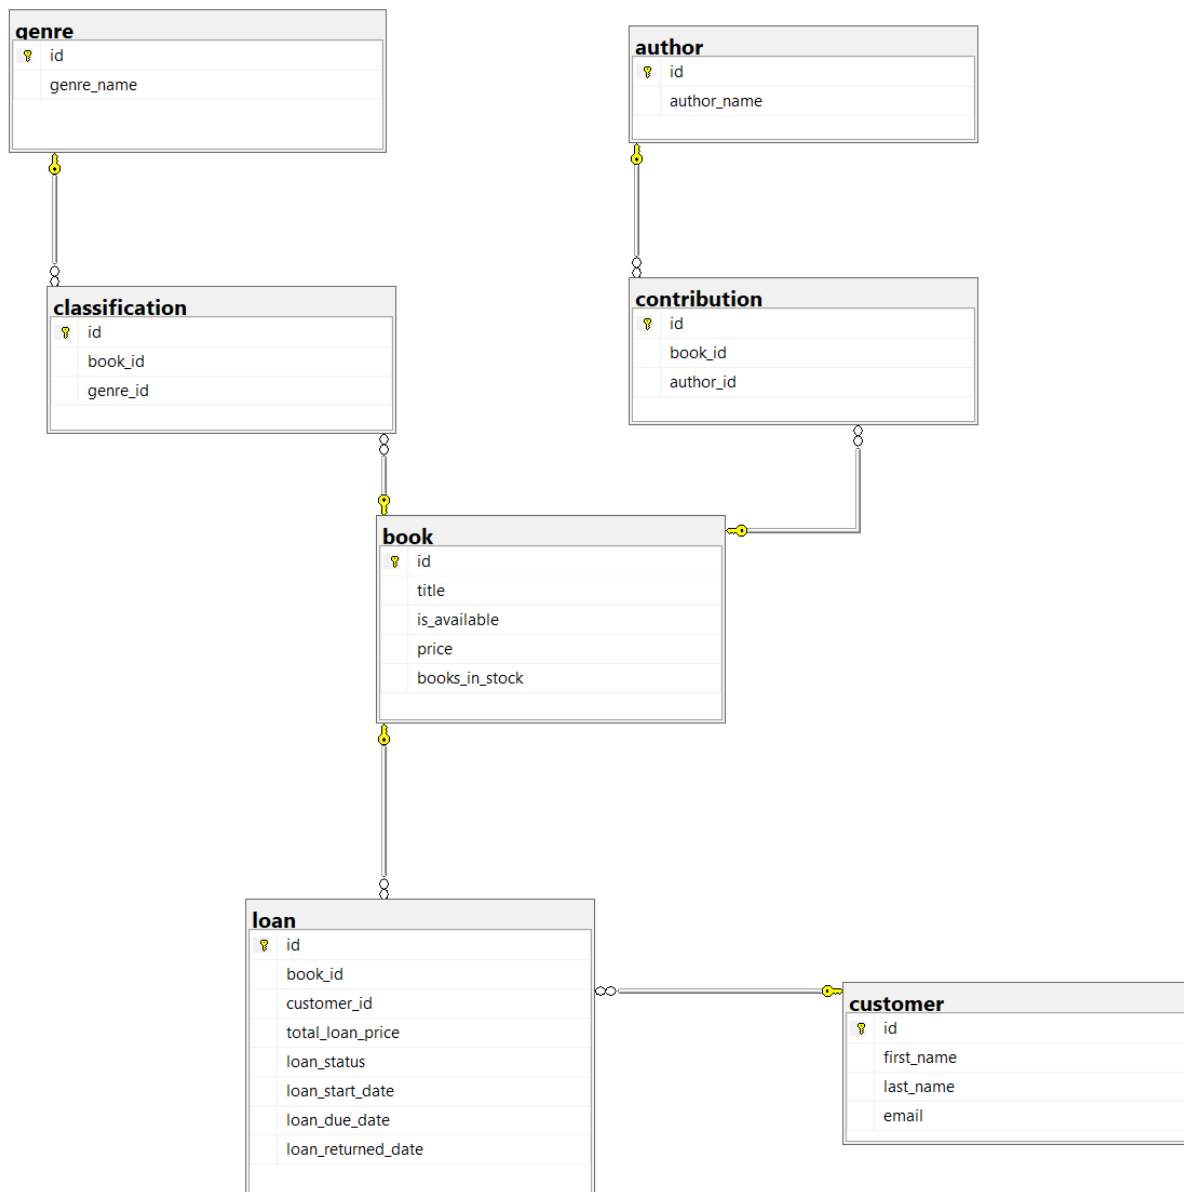 genre
id
genre_name
author
id
author_name
classification
id
book_id
genre_id
contribution
id
book_id
author_id
book
id
title
is_available
price
books_in_stock
loan
id
book_id
customer_id
total_loan_price
loan_status
loan_start_date
loan_due_date
loan_returned_date
customer
id
first_name
last_name
email